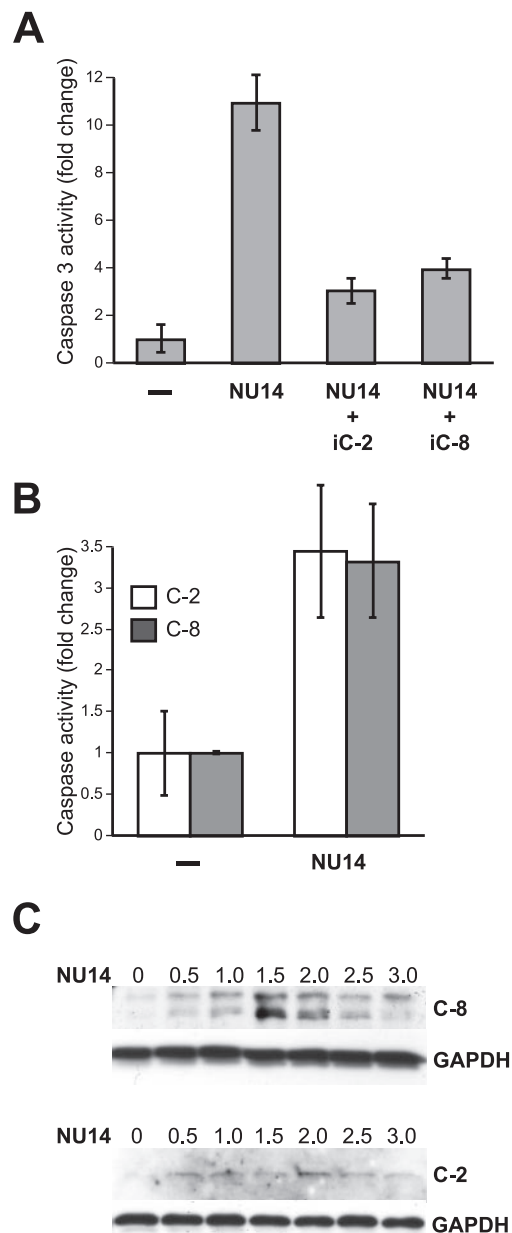 A
Caspase 3 activity (fold change)
12
10
8
6
4
2
0
– NU14 NU14 NU14
+ +
iC-2 iC-8
B
Caspase activity (fold change)
3.5
3
2.5
2
1.5
1
0.5
0
C-2
C-8
– NU14
C
NU14 0 0.5 1.0 1.5 2.0 2.5 3.0
C-8
GAPDH
NU14 0 0.5 1.0 1.5 2.0 2.5 3.0
C-2
GAPDH